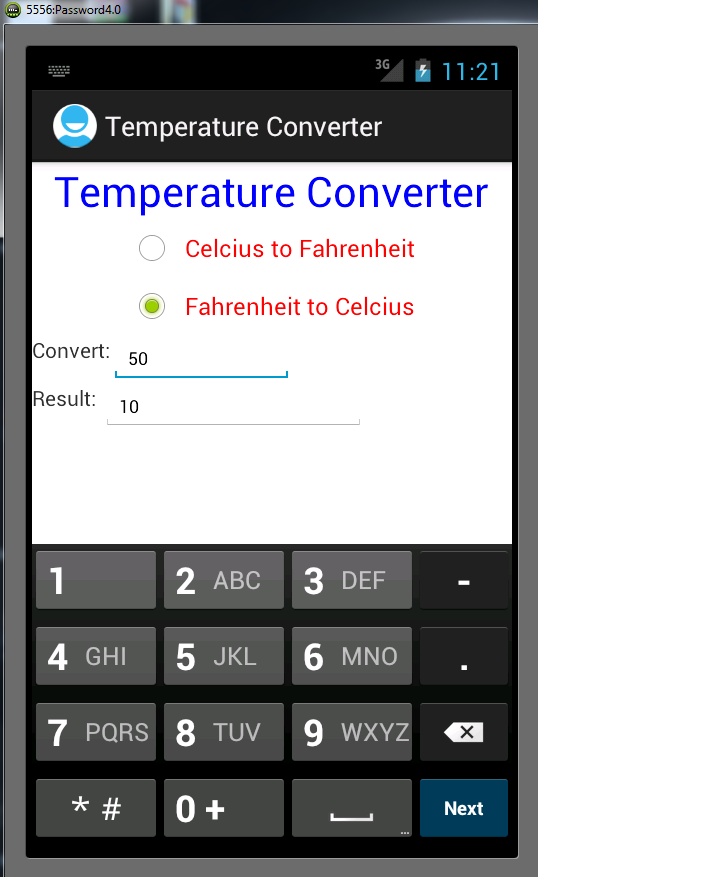 5556:Password4.0
3G 11:21
Temperature Converter
Temperature Converter
Celcius to Fahrenheit
Fahrenheit to Celcius
Convert: 50
Result: 10
1 2 ABC 3 DEF -
4 GHI 5 JKL 6 MNO .
7 PQRS 8 TUV 9 WXYZ
* # 0 + ... Next